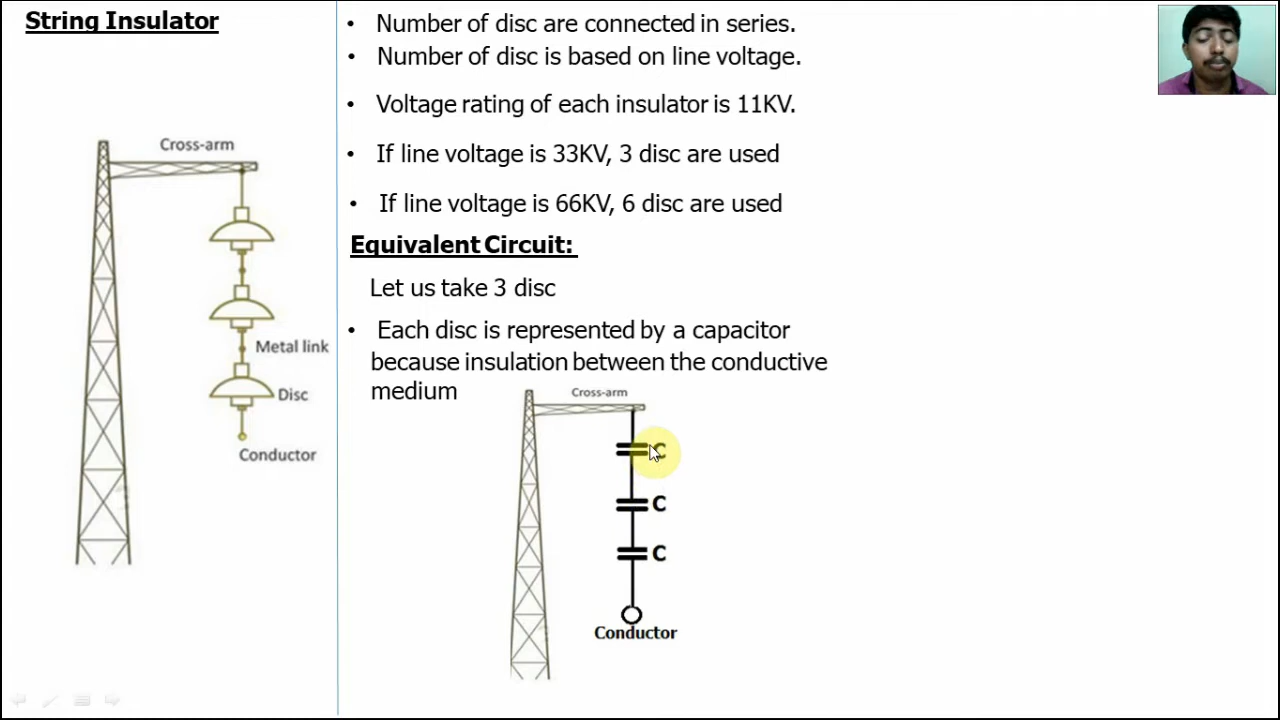 String Insulator
Cross-arm
Metal link
Disc
Conductor
• Number of disc are connected in series.
• Number of disc is based on line voltage.
• Voltage rating of each insulator is 11KV.
• If line voltage is 33KV, 3 disc are used
• If line voltage is 66KV, 6 disc are used
Equivalent Circuit:
Let us take 3 disc
• Each disc is represented by a capacitor
because insulation between the conductive
medium
Cross-arm
C
C
C
Conductor